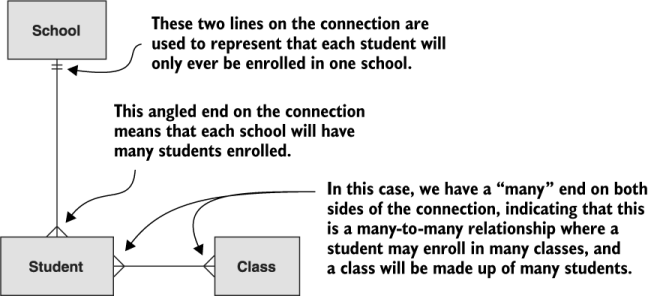 School
These two lines on the connection are
used to represent that each student will
only ever be enrolled in one school.
This angled end on the connection
means that each school will have
many students enrolled.
In this case, we have a “many” end on both
sides of the connection, indicating that this
is a many-to-many relationship where a
student may enroll in many classes, and
a class will be made up of many students.
Student
Class